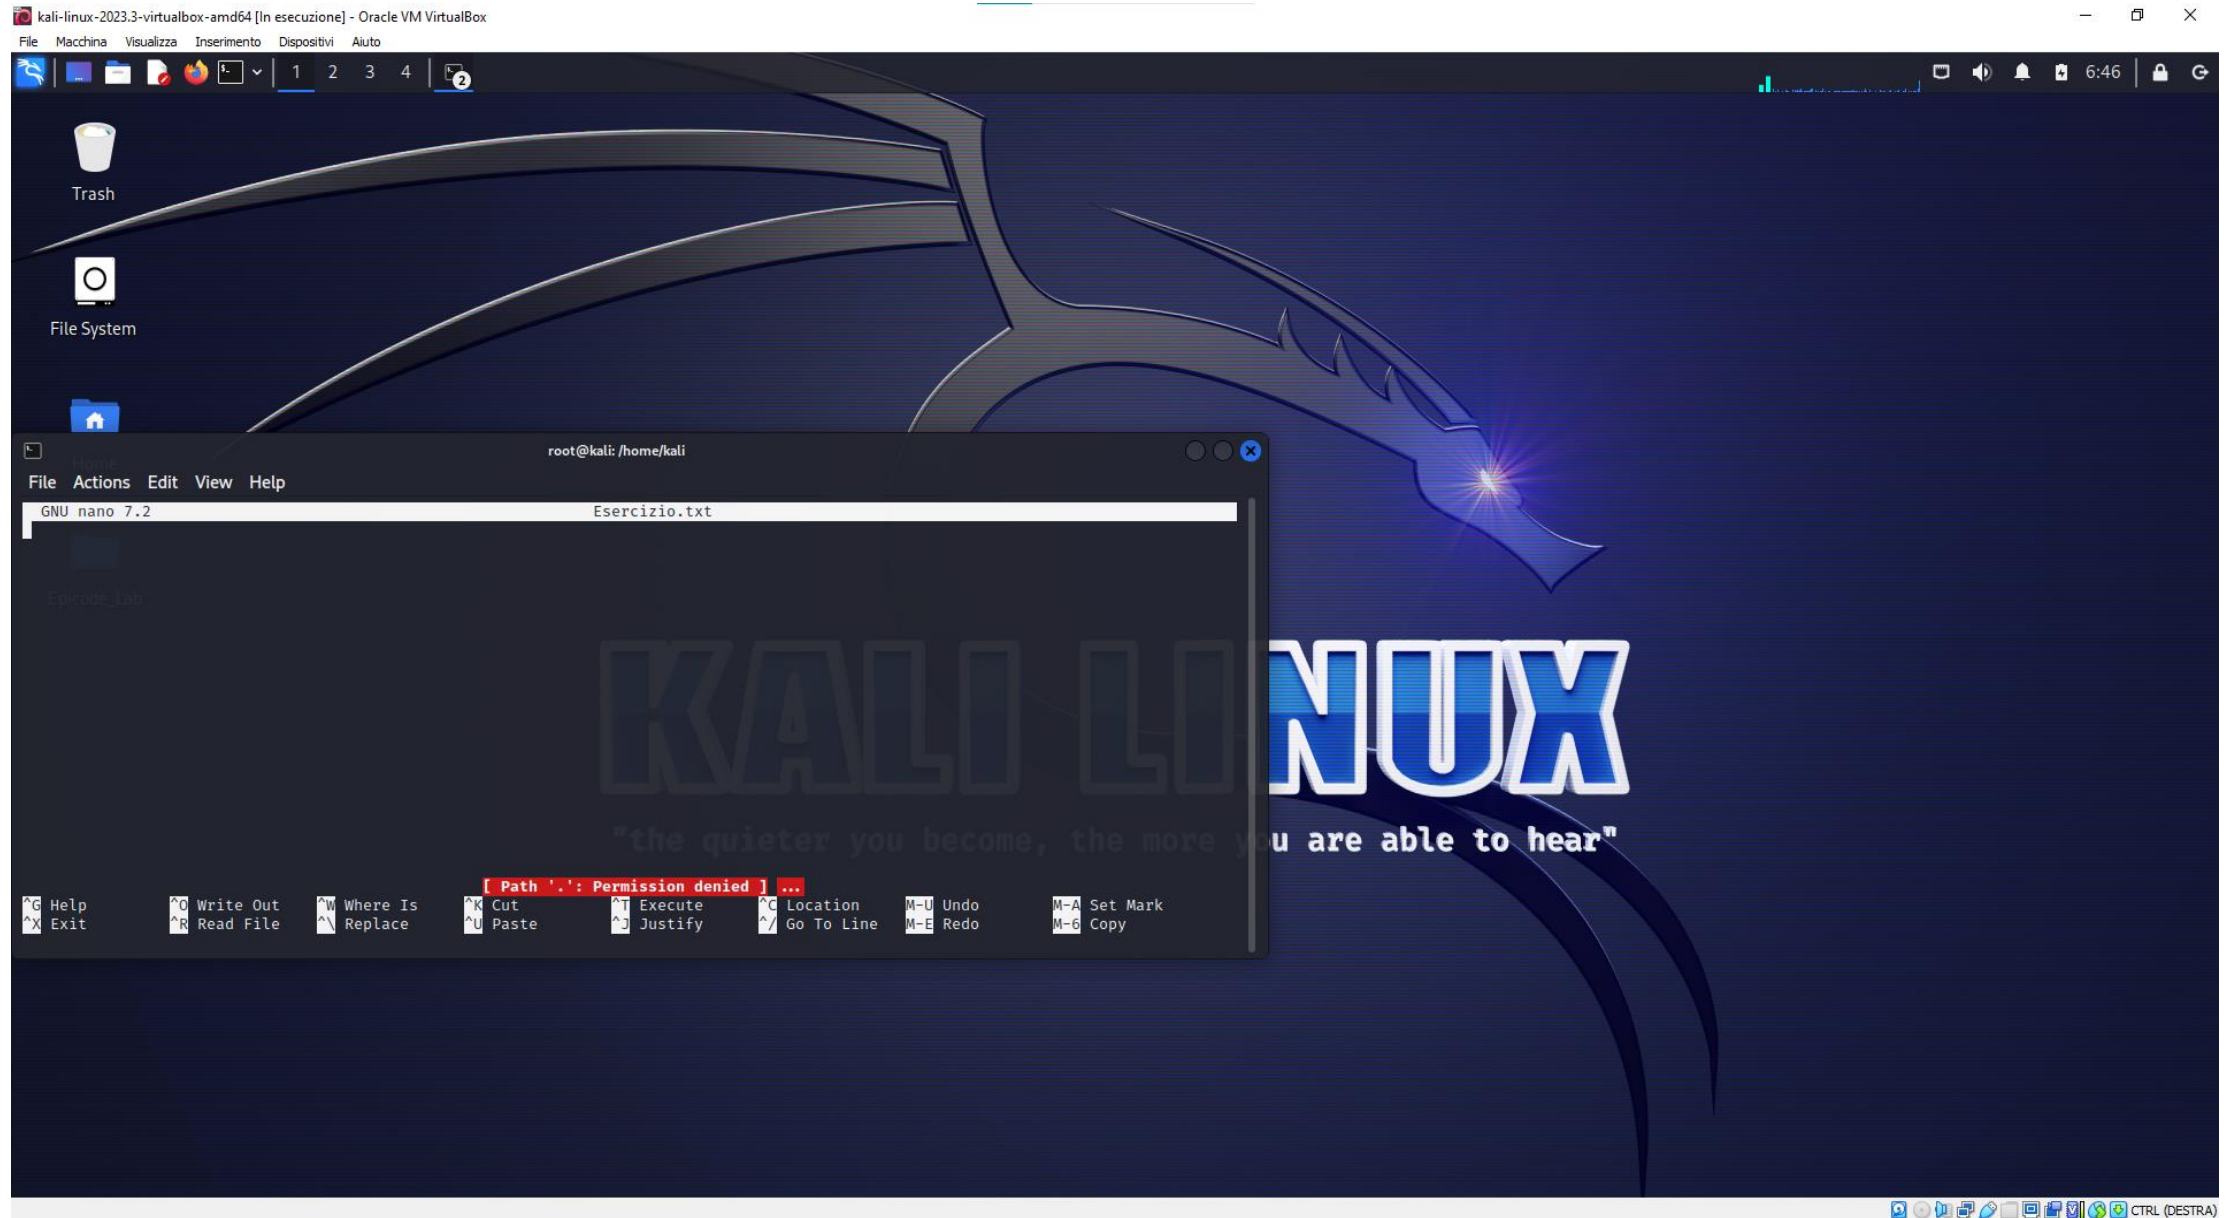 kali-linux-2023.3-virtualbox-amd64 [In esecuzione] - Oracle VM VirtualBox
File Macchina Visualizza Inserimento Dispositivi Aiuto
1 2 3 4 2 6:46
Trash
File System
Home
root@kali: /home/kali
File Actions Edit View Help
GNU nano 7.2 Esercizio.txt
Epicode_Lab
KALI LINUX
"the quieter you become, the more you are able to hear"
[ Path '.': Permission denied ] ...
^G Help ^O Write Out ^W Where Is ^K Cut ^T Execute ^C Location M-U Undo M-A Set Mark
^X Exit ^R Read File ^\ Replace ^U Paste ^J Justify ^/ Go To Line M-E Redo M-6 Copy
CTRL (DESTRA)